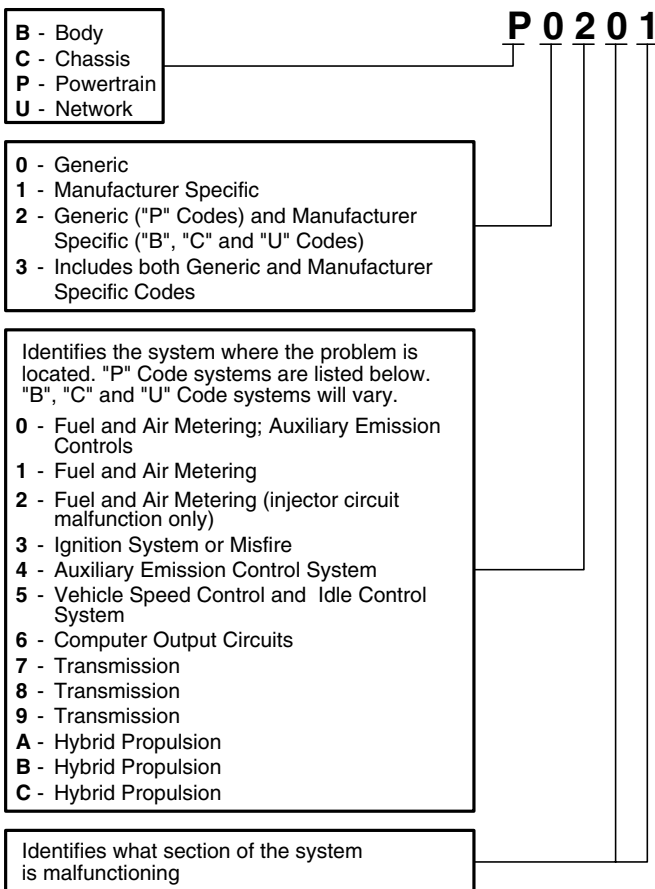 P 0 2 0 1
B - Body
C - Chassis
P - Powertrain
U - Network
0 - Generic
1 - Manufacturer Specific
2 - Generic ("P" Codes) and Manufacturer
Specific ("B", "C" and "U" Codes)
3 - Includes both Generic and Manufacturer
Specific Codes
Identifies the system where the problem is
located. "P" Code systems are listed below.
"B", "C" and "U" Code systems will vary.
0 - Fuel and Air Metering; Auxiliary Emission
Controls
1 - Fuel and Air Metering
2 - Fuel and Air Metering (injector circuit
malfunction only)
3 - Ignition System or Misfire
4 - Auxiliary Emission Control System
5 - Vehicle Speed Control and Idle Control
System
6 - Computer Output Circuits
7 - Transmission
8 - Transmission
9 - Transmission
A - Hybrid Propulsion
B - Hybrid Propulsion
C - Hybrid Propulsion
Identifies what section of the system
is malfunctioning